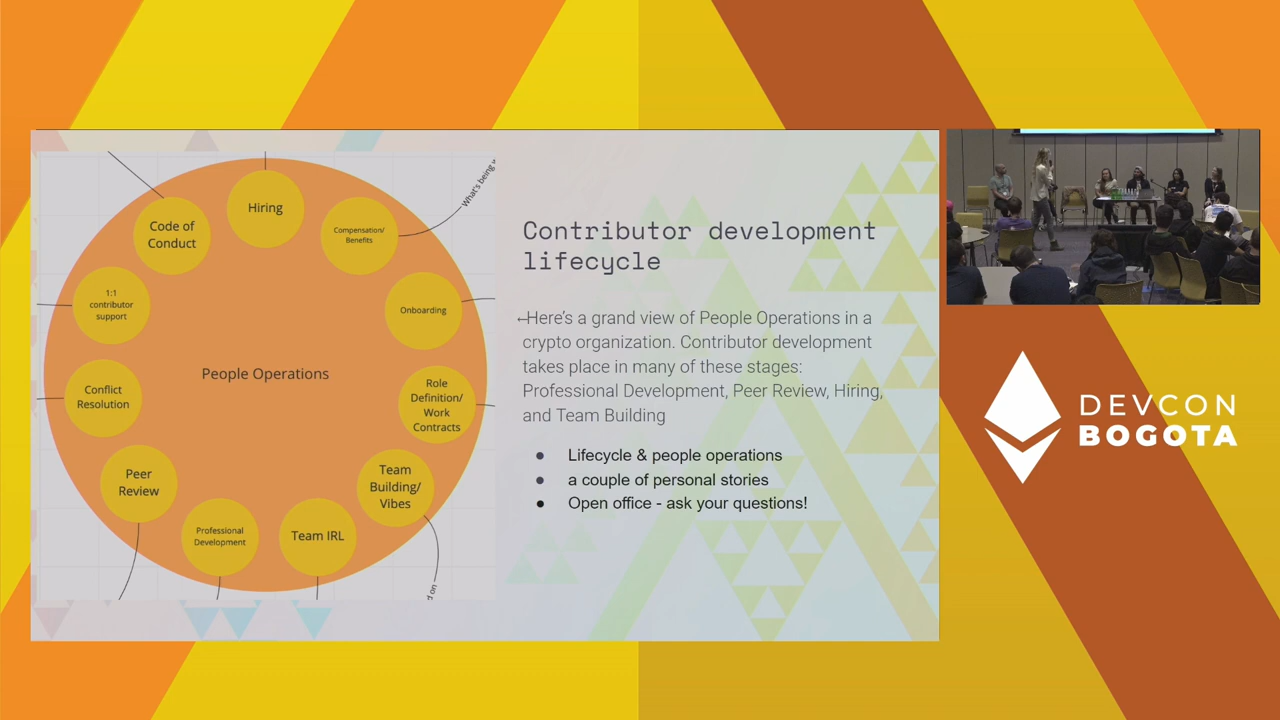 Hiring
Code of
Conduct
Compensation/
Benefits
What's being
1:1
contributor
support
Onboarding
People Operations
Conflict
Resolution
Role
Definition/
Work
Contracts
Peer
Review
Team
Building/
Vibes
Professional
Development
Team IRL
Contributor development
lifecycle
←Here's a grand view of People Operations in a
crypto organization. Contributor development
takes place in many of these stages:
Professional Development, Peer Review, Hiring,
and Team Building
• Lifecycle & people operations
• a couple of personal stories
• Open office - ask your questions!
DEVCON
BOGOTA